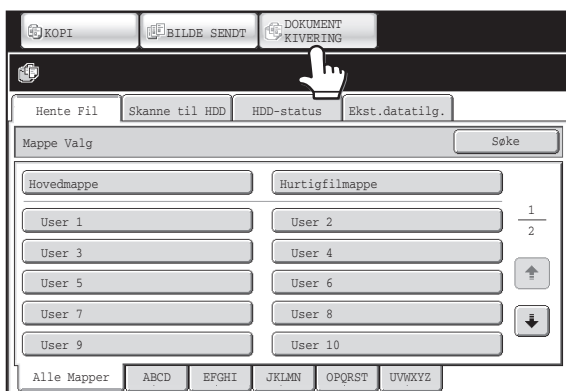 KOPI
BILDE SENDT
DOKUMENT
KIVERING
Hente Fil
Skanne til HDD
HDD-status
Ekst.datatilg.
Mappe Valg
Søke
Hovedmappe
Hurtigfilmappe
User 1
User 2
1
2
User 3
User 4
User 5
User 6
User 7
User 8
User 9
User 10
Alle Mapper
ABCD
EFGHI
JKLMN
OPQRST
UVWXYZ